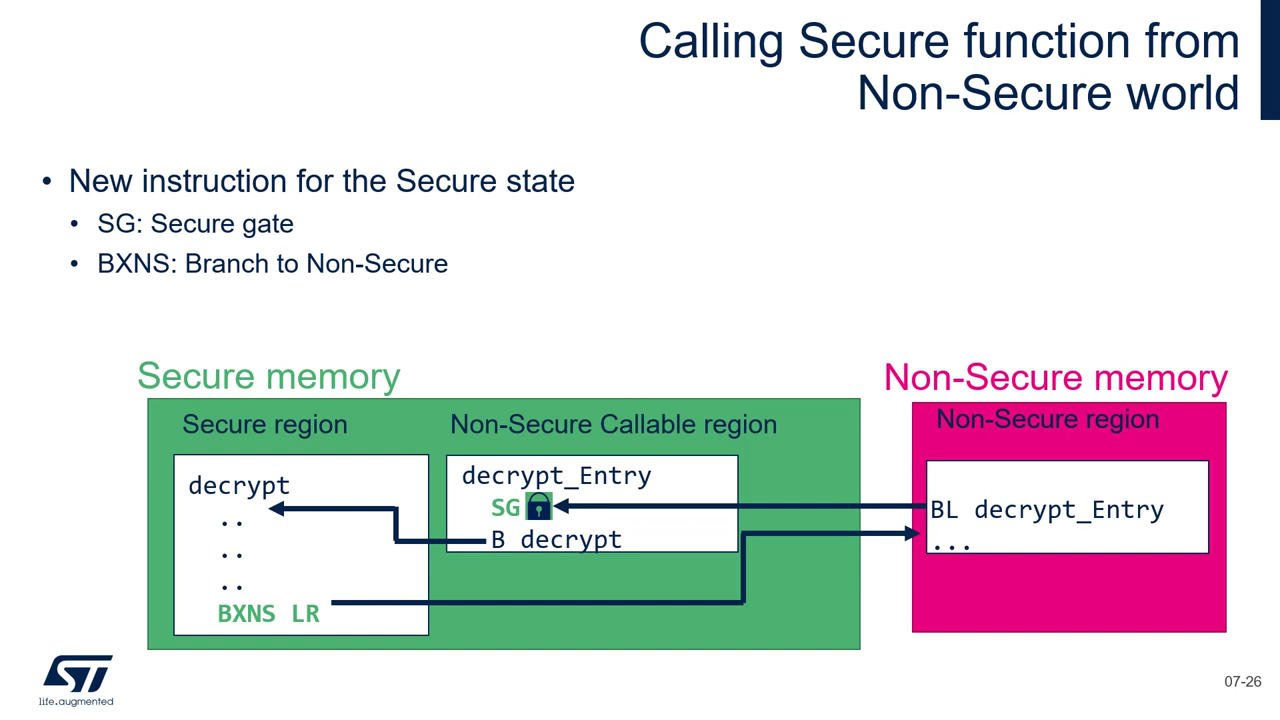 Calling Secure function from
Non-Secure world
• New instruction for the Secure state
• SG: Secure gate
• BXNS: Branch to Non-Secure
Secure memory
Secure region
decrypt
..
..
..
BXNS LR
Non-Secure Callable region
decrypt_Entry
SG
B decrypt
Non-Secure memory
Non-Secure region
BL decrypt_Entry
...
ST
life.augmented
07-26